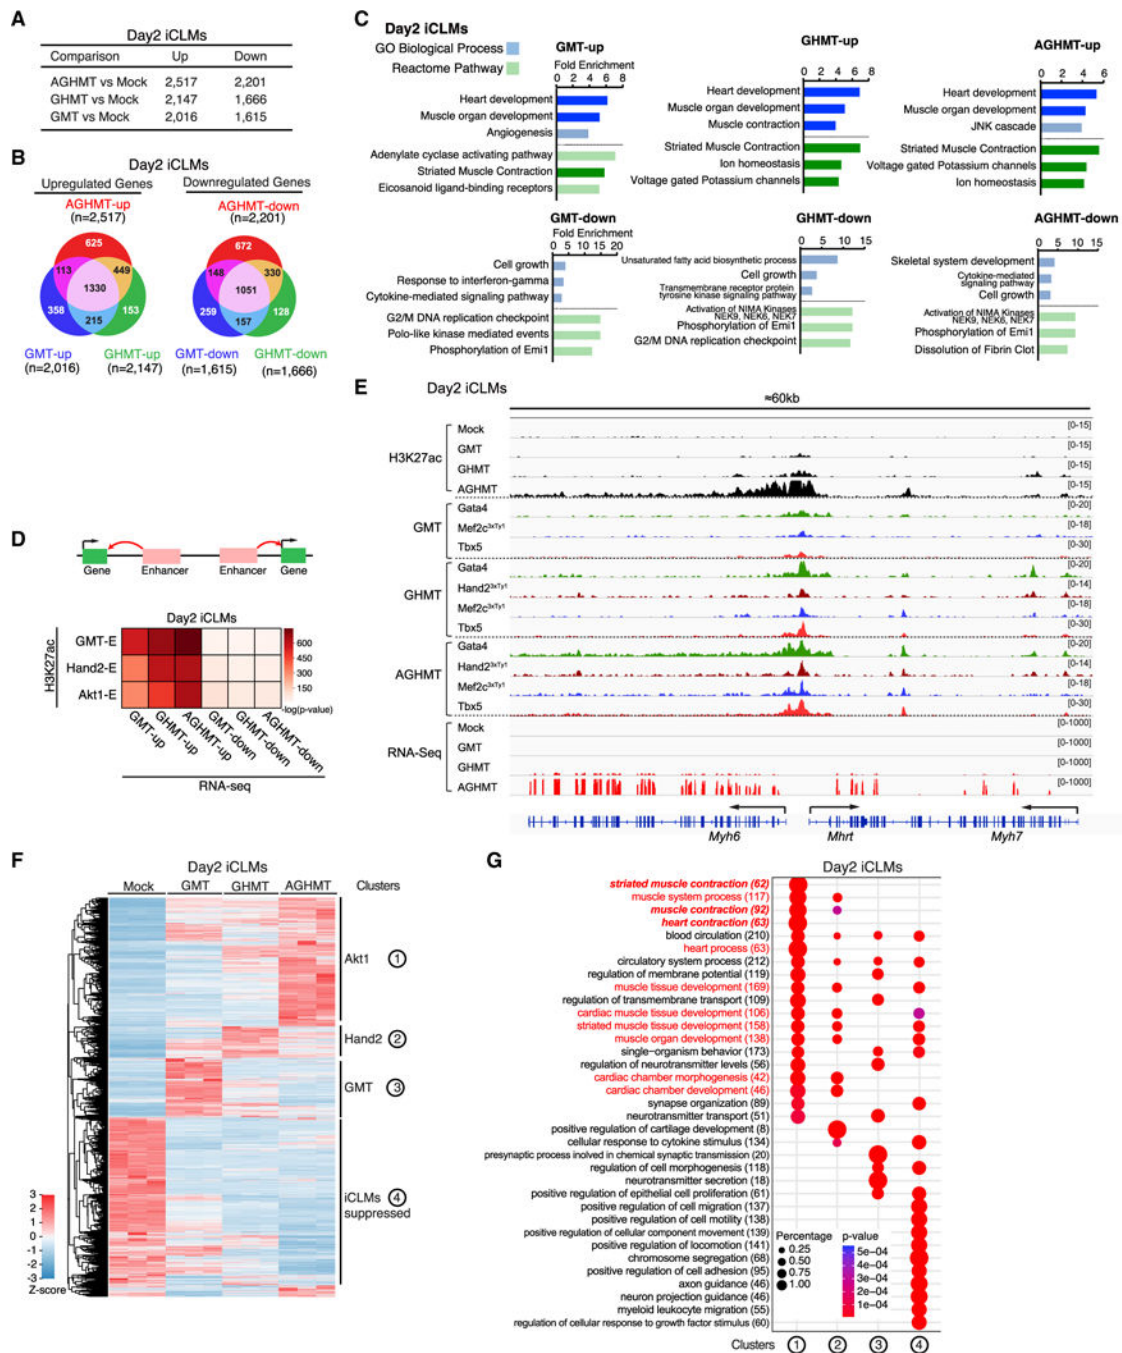 A
Day2 iCLMs
Comparison Up Down
AGHMT vs Mock 2,517 2,201
GHMT vs Mock 2,147 1,666
GMT vs Mock 2,016 1,615
B
Day2 iCLMs
Upregulated Genes Downregulated Genes
AGHMT-up AGHMT-down
(n=2,517) (n=2,201)
625 672
113 449 148 330
1330 1051
358 153 259 128
215 157
GMT-up GHMT-up GMT-down GHMT-down
(n=2,016) (n=2,147) (n=1,615) (n=1,666)
C
Day2 iCLMs
GO Biological Process
Reactome Pathway
GMT-up
Fold Enrichment
0 2 4 6 8
Heart development
Muscle organ development
Angiogenesis
Adenylate cyclase activating pathway
Striated Muscle Contraction
Eicosanoid ligand-binding receptors
GHMT-up
0 2 4 6 8
Heart development
Muscle organ development
Muscle contraction
Striated Muscle Contraction
Ion homeostasis
Voltage gated Potassium channels
AGHMT-up
0 2 4 6
Heart development
Muscle organ development
JNK cascade
Striated Muscle Contraction
Voltage gated Potassium channels
Ion homeostasis
GMT-down
Fold Enrichment
0 5 10 15 20
Cell growth
Response to interferon-gamma
Cytokine-mediated signaling pathway
G2/M DNA replication checkpoint
Polo-like kinase mediated events
Phosphorylation of Emi1
GHMT-down
0 5 10 15
Unsaturated fatty acid biosynthetic process
Cell growth
Transmembrane receptor protein
tyrosine kinase signaling pathway
Activation of NIMA Kinases
NEK9, NEK6, NEK7
Phosphorylation of Emi1
G2/M DNA replication checkpoint
AGHMT-down
0 5 10 15
Skeletal system development
Cytokine-mediated
signaling pathway
Cell growth
Activation of NIMA Kinases
NEK9, NEK6, NEK7
Phosphorylation of Emi1
Dissolution of Fibrin Clot
D
Gene Enhancer Enhancer Gene
Day2 iCLMs
H3K27ac
GMT-E
Hand2-E
Akt1-E
600
450
300
150
-log(p-value)
GMT-up
GHMT-up
AGHMT-up
GMT-down
GHMT-down
AGHMT-down
RNA-seq
E
Day2 iCLMs
≈60kb
H3K27ac
Mock [0-15]
GMT [0-15]
GHMT [0-15]
AGHMT [0-15]
GMT
Gata4 [0-20]
Mef2c3xTy1 [0-18]
Tbx5 [0-30]
GHMT
Gata4 [0-20]
Hand23xTy1 [0-14]
Mef2c3xTy1 [0-18]
Tbx5 [0-30]
AGHMT
Gata4 [0-20]
Hand23xTy1 [0-14]
Mef2c3xTy1 [0-18]
Tbx5 [0-30]
RNA-Seq
Mock [0-1000]
GMT [0-1000]
GHMT [0-1000]
AGHMT [0-1000]
Myh6 Mhrt Myh7
F
Day2 iCLMs
Mock GMT GHMT AGHMT Clusters
Akt1 1
Hand2 2
GMT 3
iCLMs 4
suppressed
3
2
1
0
-1
-2
-3
Z-score
G
Day2 iCLMs
striated muscle contraction (62)
muscle system process (117)
muscle contraction (92)
heart contraction (63)
blood circulation (210)
heart process (63)
circulatory system process (212)
regulation of membrane potential (119)
muscle tissue development (169)
regulation of transmembrane transport (109)
cardiac muscle tissue development (106)
striated muscle tissue development (158)
muscle organ development (138)
single-organism behavior (173)
regulation of neurotransmitter levels (56)
cardiac chamber morphogenesis (42)
cardiac chamber development (46)
synapse organization (89)
neurotransmitter transport (51)
positive regulation of cartilage development (8)
cellular response to cytokine stimulus (134)
presynaptic process inolved in chemical synaptic transmission (20)
regulation of cell morphogenesis (118)
neurotransmitter secretion (18)
positive regulation of epithelial cell proliferation (61)
positive regulation of cell migration (137)
positive regulation of cell motility (138)
positive regulation of cellular component movement (139)
positive regulation of locomotion (141)
chromosome segregation (68)
positive regulation of cell adhesion (95)
axon guidance (46)
neuron projection guidance (46)
myeloid leukocyte migration (55)
regulation of cellular response to growth factor stimulus (60)
Percentage p-value
0.25
0.50
0.75
1.00
5e-04
4e-04
3e-04
2e-04
1e-04
Clusters 1 2 3 4